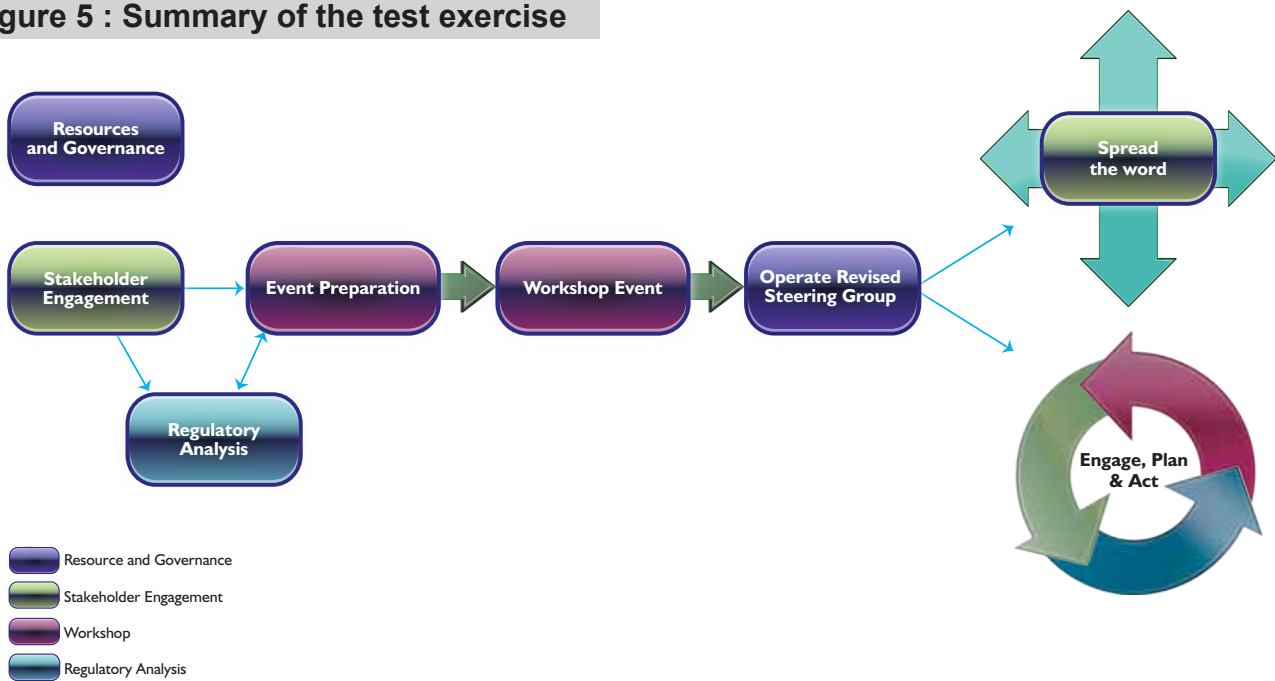 gure 5 : Summary of the test exercise
Resources
and Governance
Spread
the word
Stakeholder
Engagement
Event Preparation
Workshop Event
Operate Revised
Steering Group
Regulatory
Analysis
Engage, Plan
& Act
Resource and Governance
Stakeholder Engagement
Workshop
Regulatory Analysis